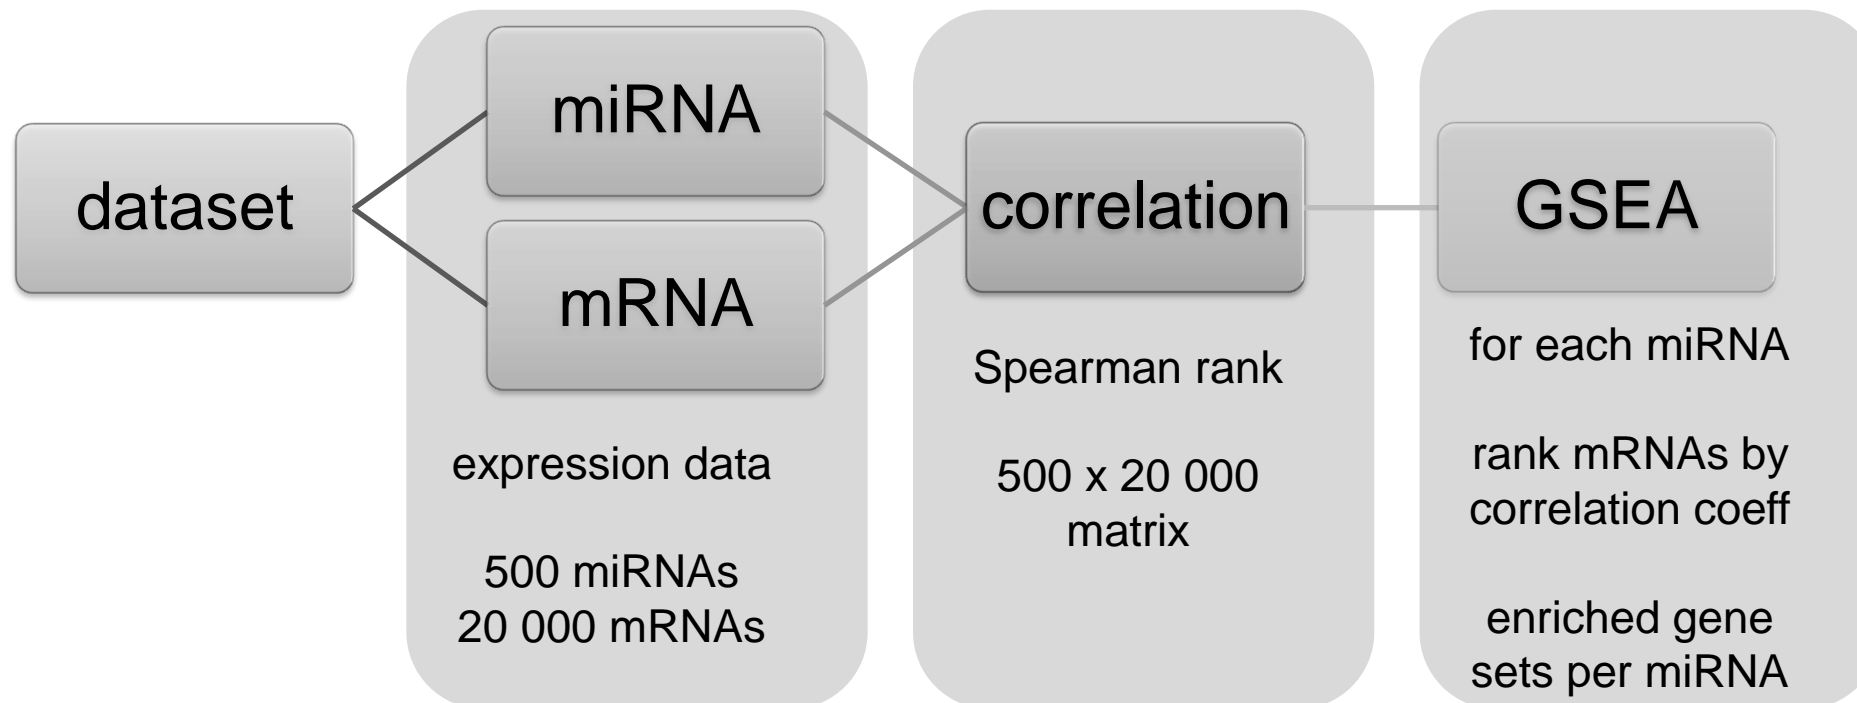 dataset
miRNA
mRNA
expression data
500 miRNAs
20 000 mRNAs
correlation
Spearman rank
500 x 20 000
matrix
GSEA
for each miRNA
rank mRNAs by
correlation coeff
enriched gene
sets per miRNA